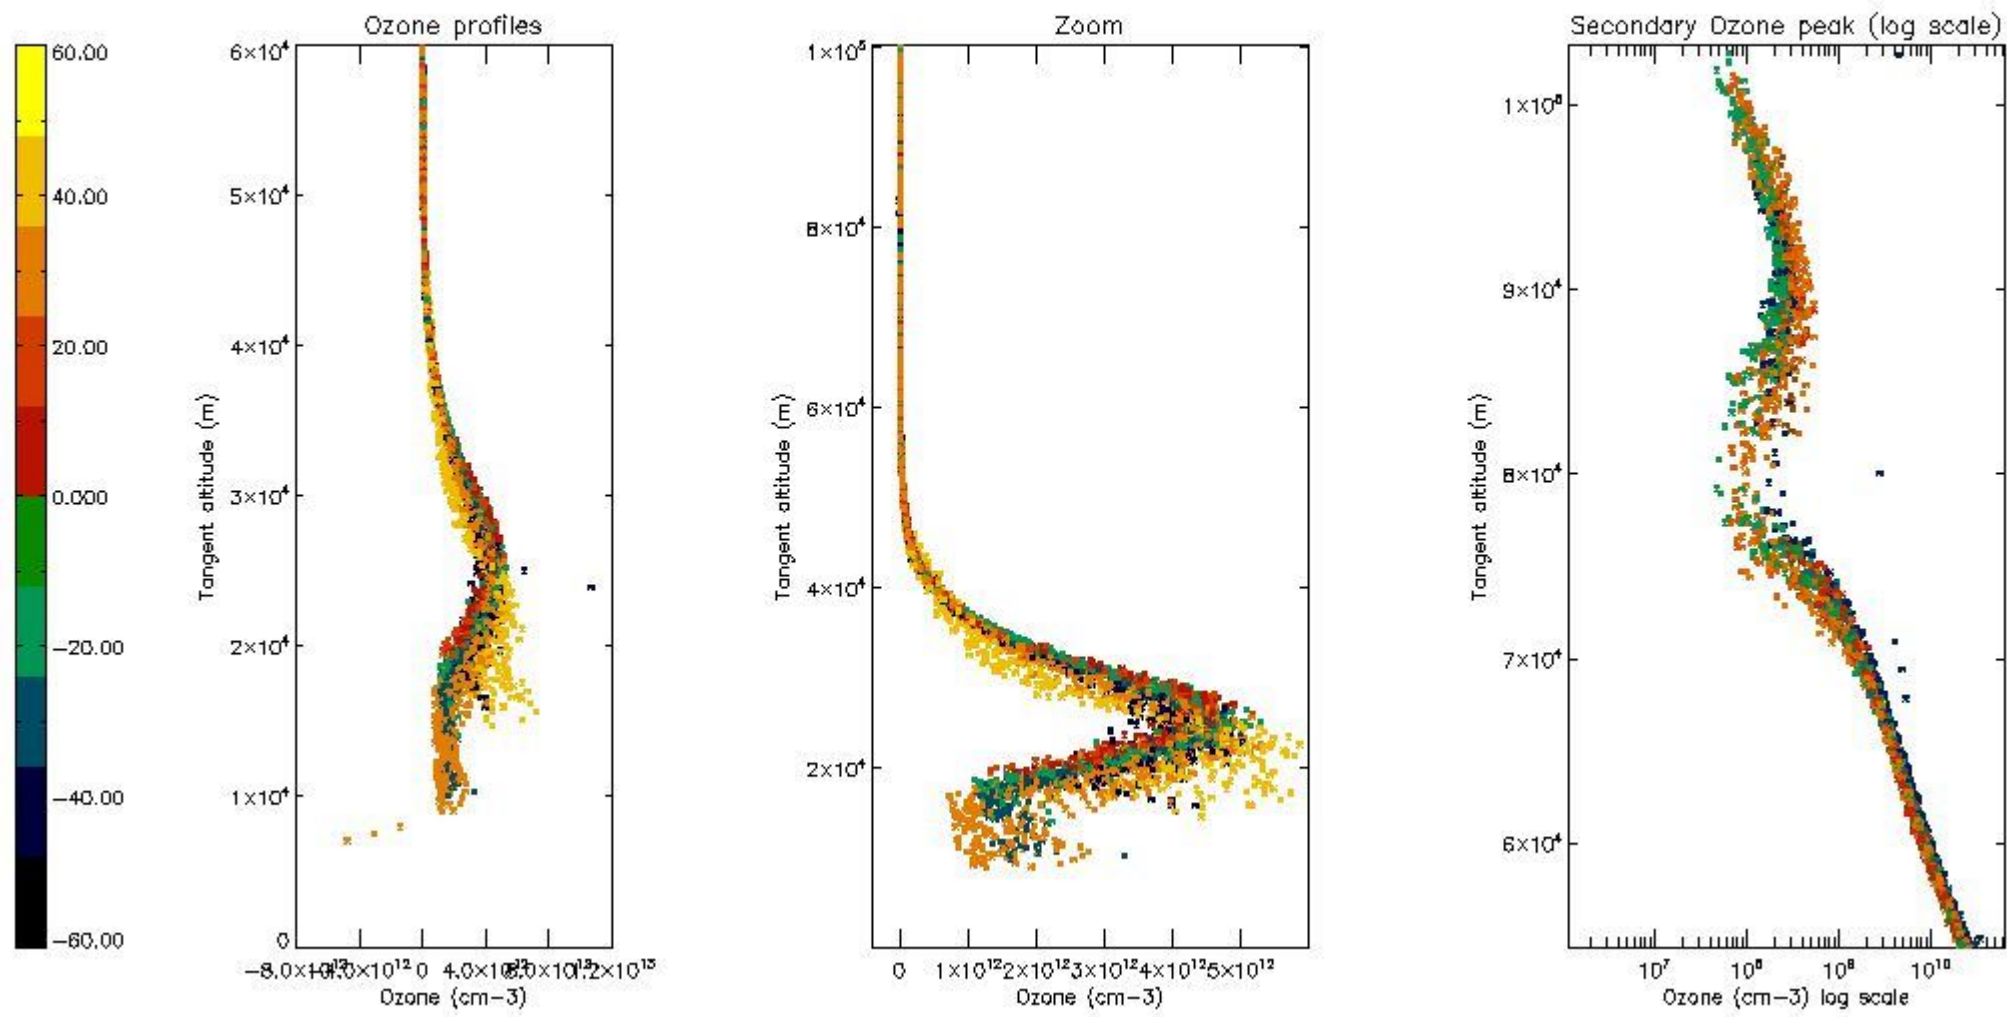 Ozone profiles
Zoom
Secondary Ozone peak (log scale)
60.00
40.00
20.00
−20.00
−40.00
−60.00
Tangent altitude (m)
6×10⁴
5×10⁴
4×10⁴
3×10⁴
2×10⁴
1×10⁴
0
0
Ozone (cm−3)
Tangent altitude (m)
1×10⁵
8×10⁴
6×10⁴
4×10⁴
2×10⁴
0 1×10¹² 2×10¹² 3×10¹² 4×10¹² 5×10¹²
Ozone (cm−3)
Tangent altitude (m)
1×10⁵
9×10⁴
8×10⁴
7×10⁴
6×10⁴
10⁷ 10⁸ 10⁹ 10¹⁰
Ozone (cm−3) log scale